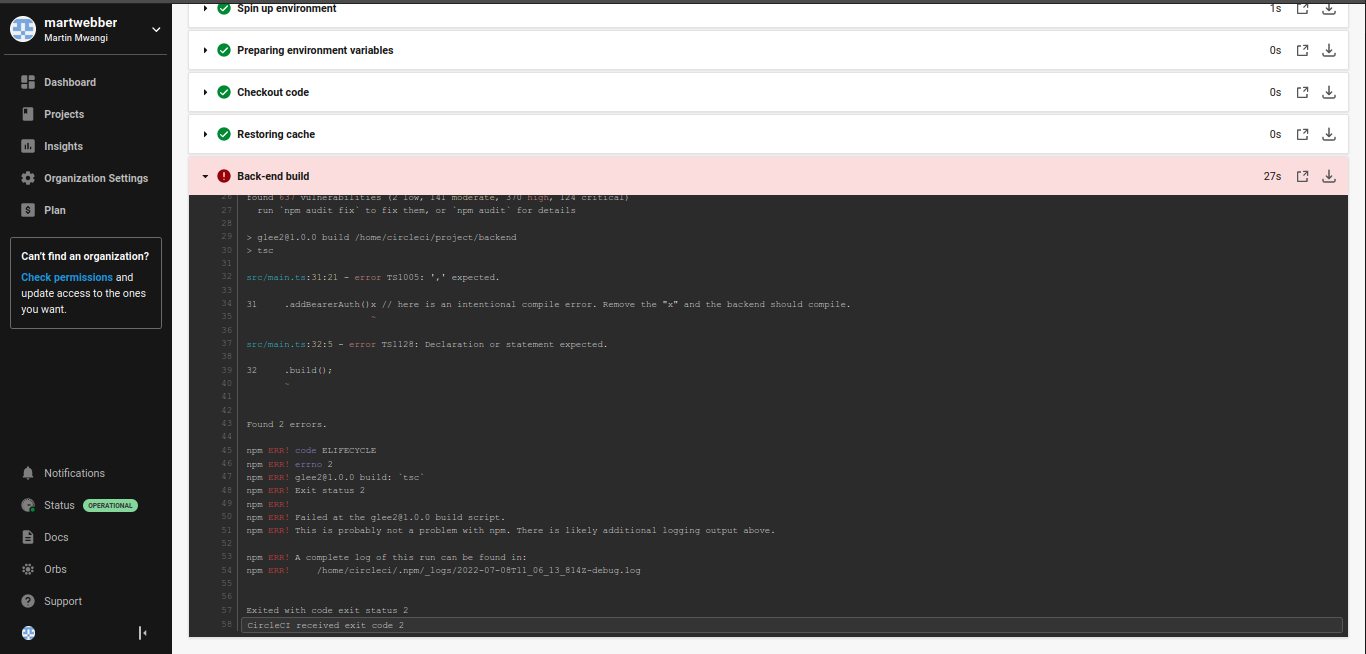 martwebber
Martin Mwangi
Dashboard
Projects
Insights
Organization Settings
Plan
Can't find an organization?
Check permissions and
update access to the ones
you want.
Notifications
Status OPERATIONAL
Docs
Orbs
Support
Spin up environment 1s
Preparing environment variables 0s
Checkout code 0s
Restoring cache 0s
Back-end build 27s
26 found 637 vulnerabilities (2 low, 141 moderate, 370 high, 124 critical)
27 run `npm audit fix` to fix them, or `npm audit` for details
28
29 > glee2@1.0.0 build /home/circleci/project/backend
30 > tsc
31
32 src/main.ts:31:21 - error TS1005: ',' expected.
33
34 31 .addBearerAuth()x // here is an intentional compile error. Remove the "x" and the backend should compile.
35 ~
36
37 src/main.ts:32:5 - error TS1128: Declaration or statement expected.
38
39 32 .build();
40 ~
41
42
43 Found 2 errors.
44
45 npm ERR! code ELIFECYCLE
46 npm ERR! errno 2
47 npm ERR! glee2@1.0.0 build: `tsc`
48 npm ERR! Exit status 2
49 npm ERR!
50 npm ERR! Failed at the glee2@1.0.0 build script.
51 npm ERR! This is probably not a problem with npm. There is likely additional logging output above.
52
53 npm ERR! A complete log of this run can be found in:
54 npm ERR! /home/circleci/.npm/_logs/2022-07-08T11_06_13_814Z-debug.log
55
56
57 Exited with code exit status 2
58 CircleCI received exit code 2